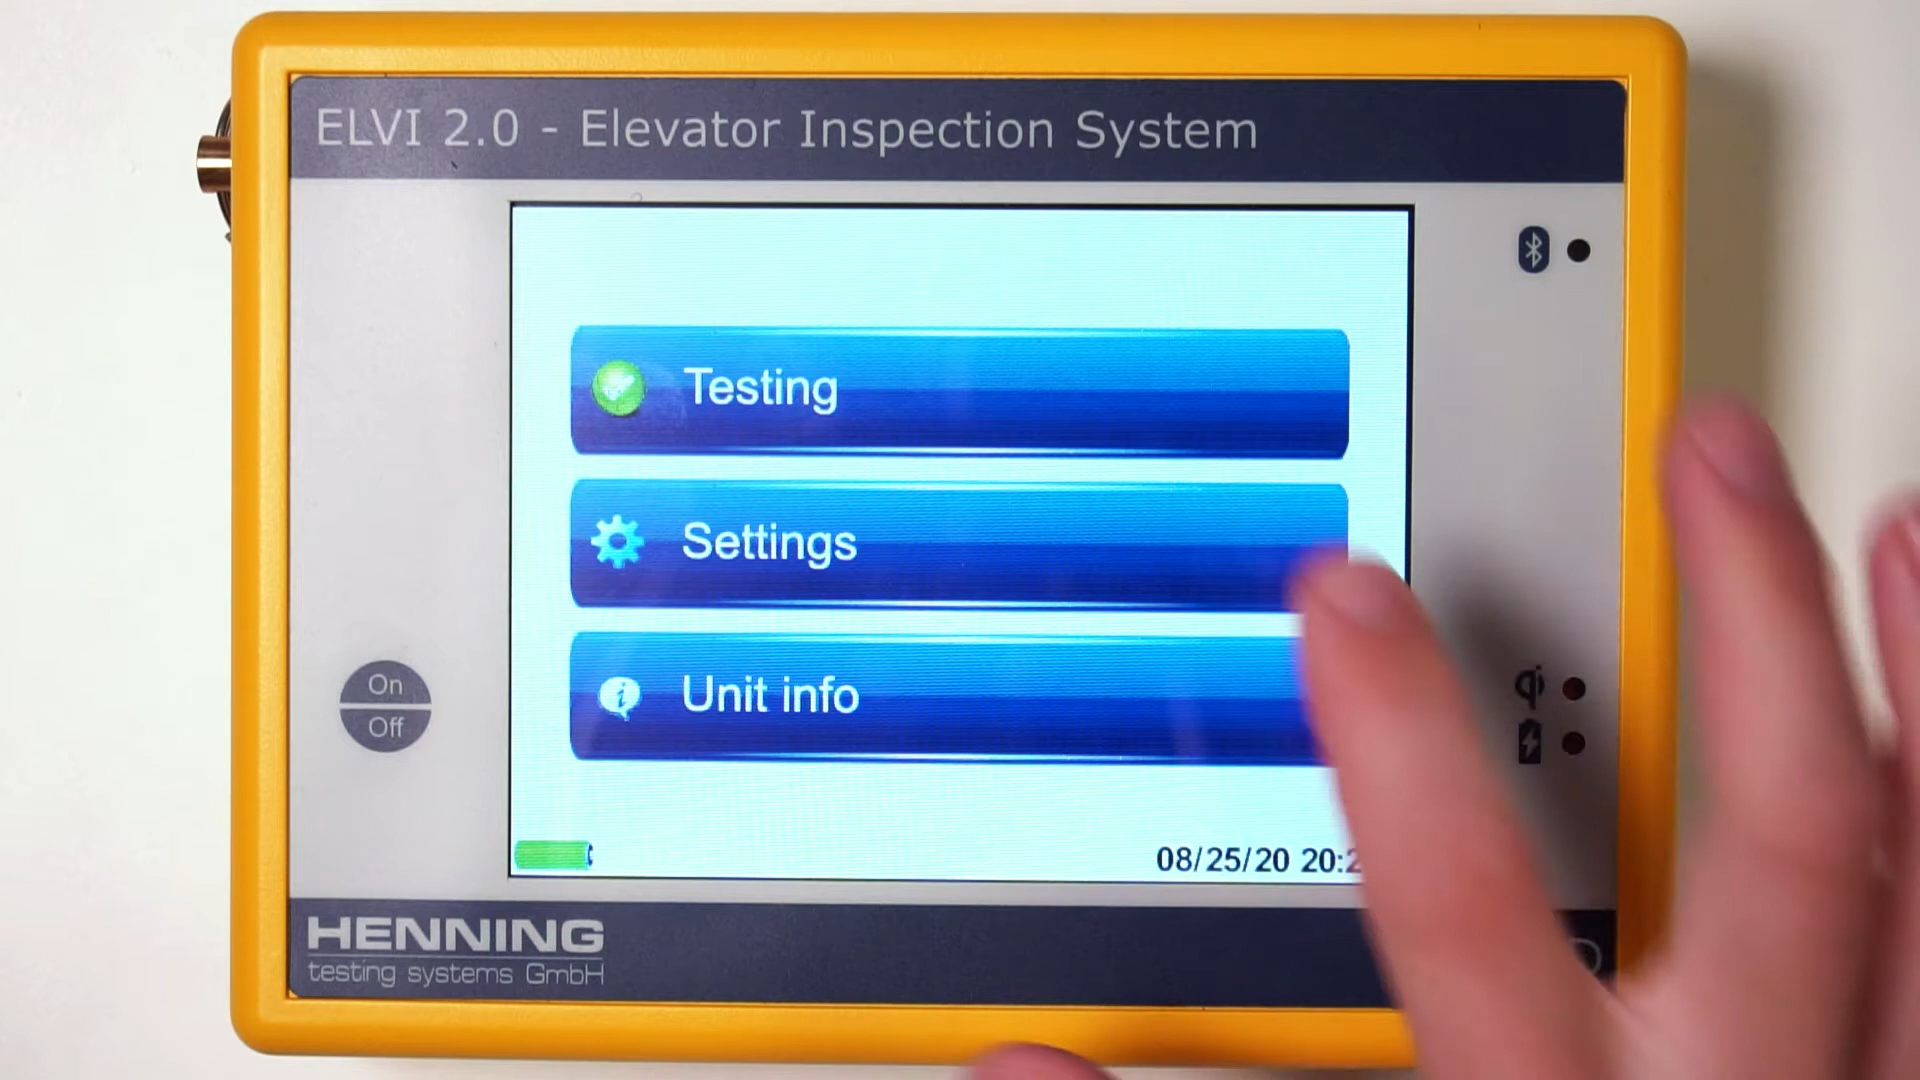 ELVI 2.0 - Elevator Inspection System
Testing
Settings
Unit info
On
Off
08/25/20
HENNING
testing systems GmbH